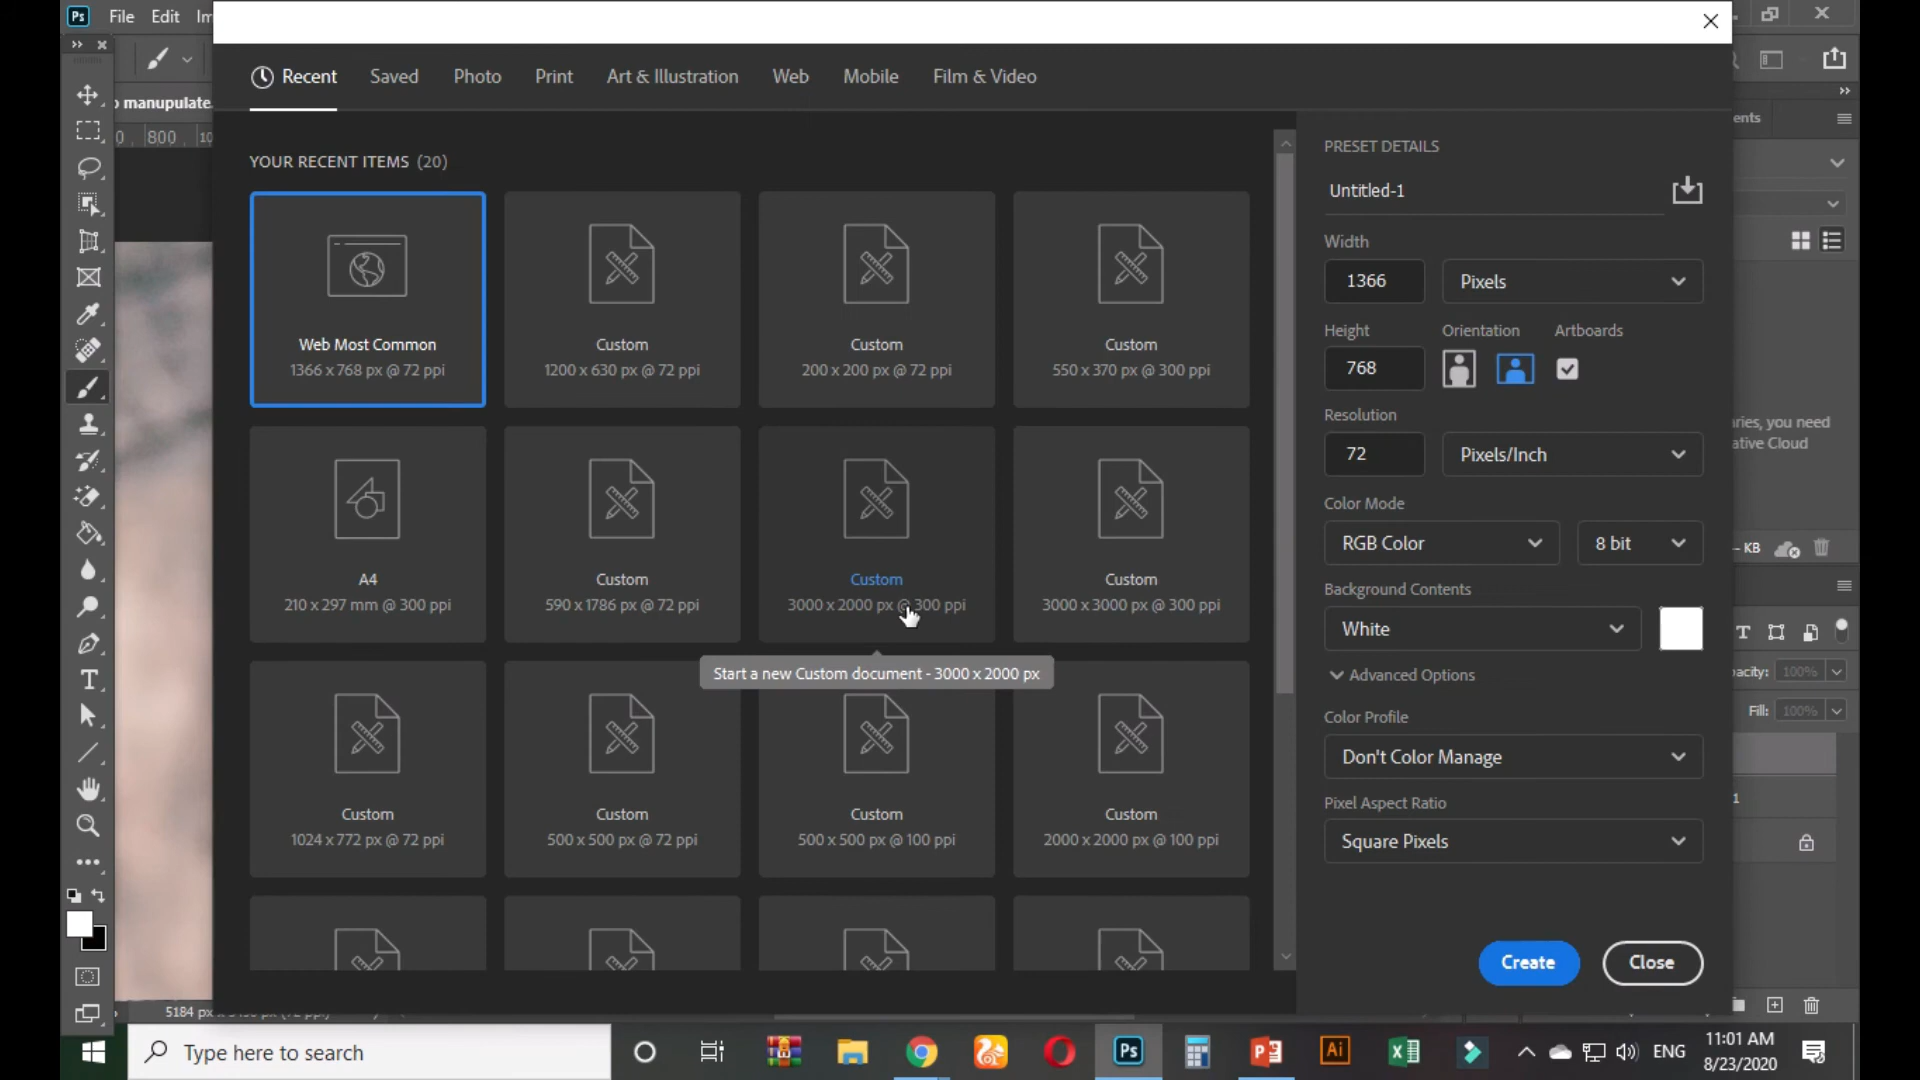 Ps File Edit Im
Recent Saved Photo Print Art & Illustration Web Mobile Film & Video
manupulate.
ents
0 800 10
YOUR RECENT ITEMS (20)
PRESET DETAILS
Untitled-1
Width
1366 Pixels
Height Orientation Artboards
768
Resolution
72 Pixels/Inch
Color Mode
RGB Color 8 bit
Background Contents
White
Advanced Options
Color Profile
Don't Color Manage
Pixel Aspect Ratio
Square Pixels
Create Close
Web Most Common
1366 x 768 px @ 72 ppi
Custom
1200 x 630 px @ 72 ppi
Custom
200 x 200 px @ 72 ppi
Custom
550 x 370 px @ 300 ppi
A4
210 x 297 mm @ 300 ppi
Custom
590 x 1786 px @ 72 ppi
Custom
3000 x 2000 px @ 300 ppi
Custom
3000 x 3000 px @ 300 ppi
Start a new Custom document - 3000 x 2000 px
Custom
1024 x 772 px @ 72 ppi
Custom
500 x 500 px @ 72 ppi
Custom
500 x 500 px @ 100 ppi
Custom
2000 x 2000 px @ 100 ppi
ries, you need
ative Cloud
– KB
T
acity: 100%
Fill: 100%
1
5184 px
Type here to search
Ps
Ai
ENG
11:01 AM
8/23/2020